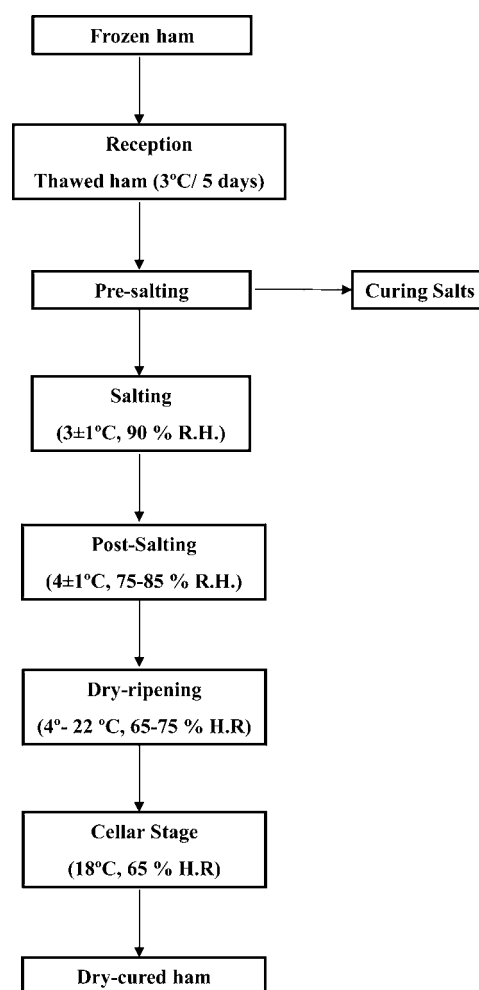 Frozen ham
Reception
Thawed ham (3ºC/ 5 days)
Pre-salting
Curing Salts
Salting
(3±1ºC, 90 % R.H.)
Post-Salting
(4±1ºC, 75-85 % R.H.)
Dry-ripening
(4º- 22 ºC, 65-75 % H.R)
Cellar Stage
(18ºC, 65 % H.R)
Dry-cured ham